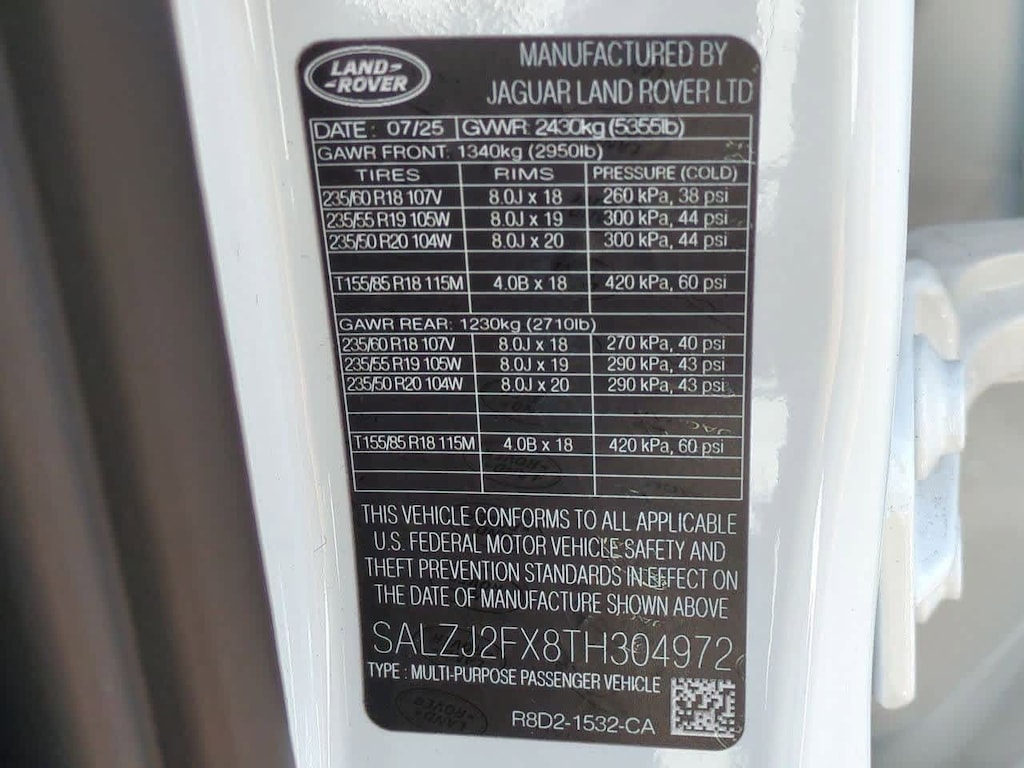 LAND-
-ROVER
MANUFACTURED BY
JAGUAR LAND ROVER LTD
DATE : 07/25 GVWR: 2430kg (5355lb)
GAWR FRONT: 1340kg (2950lb)
TIRES RIMS PRESSURE (COLD)
235/60 R18 107V 8.0J x 18 260 kPa, 38 psi
235/55 R19 105W 8.0J x 19 300 kPa, 44 psi
235/50 R20 104W 8.0J x 20 300 kPa, 44 psi
T155/85 R18 115M 4.0B x 18 420 kPa, 60 psi
GAWR REAR: 1230kg (2710lb)
235/60 R18 107V 8.0J x 18 270 kPa, 40 psi
235/55 R19 105W 8.0J x 19 290 kPa, 43 psi
235/50 R20 104W 8.0J x 20 290 kPa, 43 psi
T155/85 R18 115M 4.0B x 18 420 kPa, 60 psi
THIS VEHICLE CONFORMS TO ALL APPLICABLE
U.S. FEDERAL MOTOR VEHICLE SAFETY AND
THEFT PREVENTION STANDARDS IN EFFECT ON
THE DATE OF MANUFACTURE SHOWN ABOVE
SALZJ2FX8TH304972
TYPE : MULTI-PURPOSE PASSENGER VEHICLE
R8D2-1532-CA